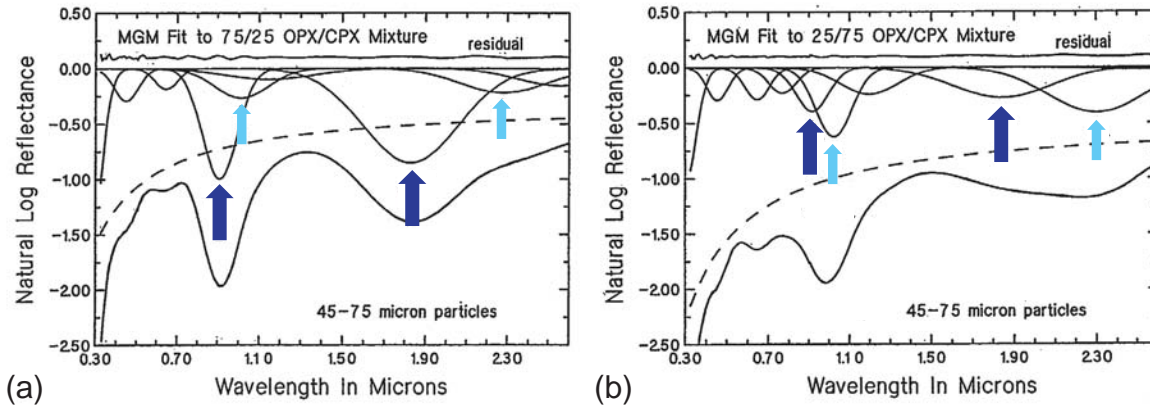 MGM Fit to 75/25 OPX/CPX Mixture
residual
0.50
0.00
-0.50
-1.00
-1.50
-2.00
-2.50
Natural Log Reflectance
45-75 micron particles
0.30 0.70 1.10 1.50 1.90 2.30
Wavelength In Microns
(a)
MGM Fit to 25/75 OPX/CPX Mixture
residual
0.50
0.00
-0.50
-1.00
-1.50
-2.00
-2.50
Natural Log Reflectance
45-75 micron particles
0.30 0.70 1.10 1.50 1.90 2.30
Wavelength In Microns
(b)